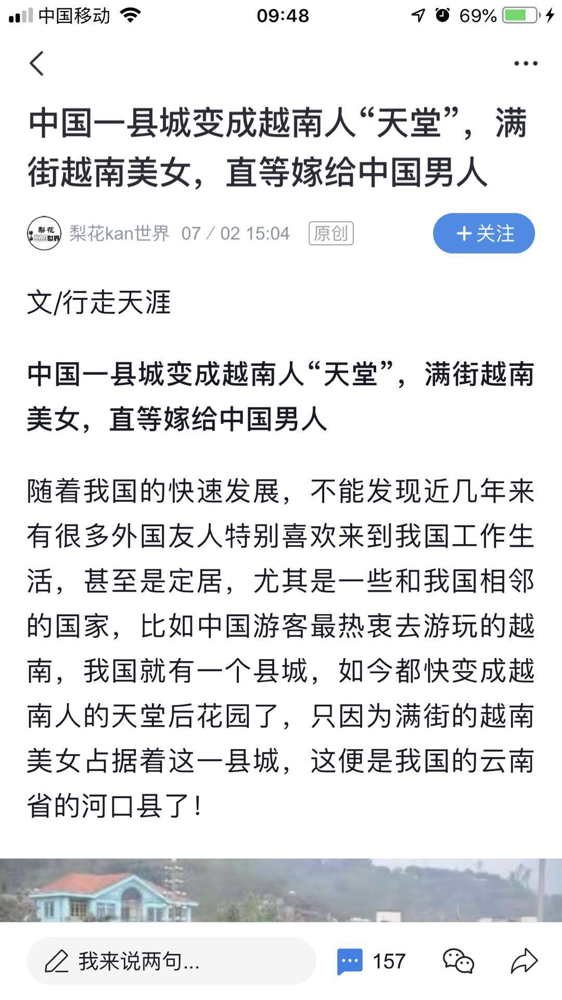 中国移动 09:48 69%
中国一县城变成越南人“天堂”，满
街越南美女，直等嫁给中国男人
梨花 KAN世界 梨花kan世界 07/02 15:04 原创 +关注
文/行走天涯
中国一县城变成越南人“天堂”，满街越南
美女，直等嫁给中国男人
随着我国的快速发展，不能发现近几年来
有很多外国友人特别喜欢来到我国工作生
活，甚至是定居，尤其是一些和我国相邻
的国家，比如中国游客最热衷去游玩的越
南，我国就有一个县城，如今都快变成越
南人的天堂后花园了，只因为满街的越南
美女占据着这一县城，这便是我国的云南
省的河口县了！
我来说两句... 157